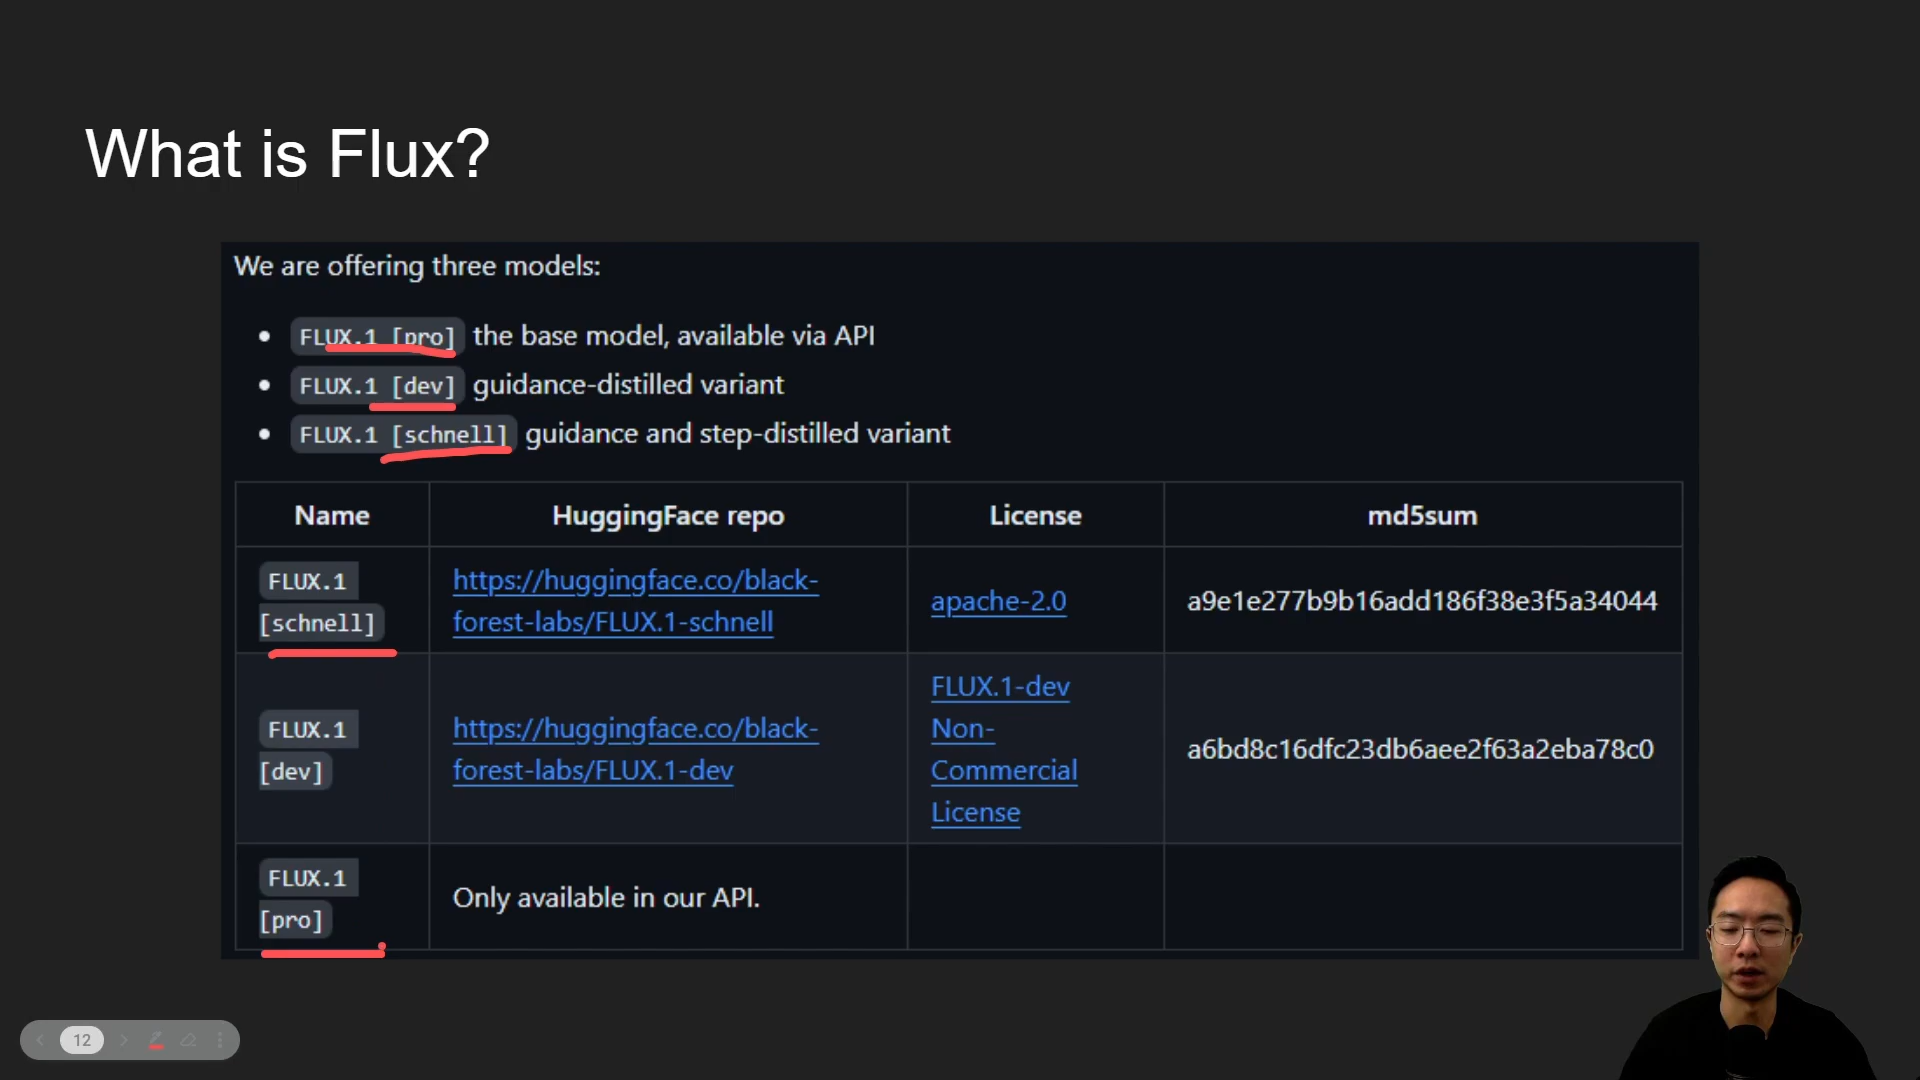 What is Flux?
We are offering three models:
• FLUX.1 [pro] the base model, available via API
• FLUX.1 [dev] guidance-distilled variant
• FLUX.1 [schnell] guidance and step-distilled variant
Name HuggingFace repo License md5sum
FLUX.1
[schnell]
https://huggingface.co/black-
forest-labs/FLUX.1-schnell
apache-2.0
a9e1e277b9b16add186f38e3f5a34044
FLUX.1
[dev]
https://huggingface.co/black-
forest-labs/FLUX.1-dev
FLUX.1-dev
Non-
Commercial
License
a6bd8c16dfc23db6aee2f63a2eba78c0
FLUX.1
[pro]
Only available in our API.
12